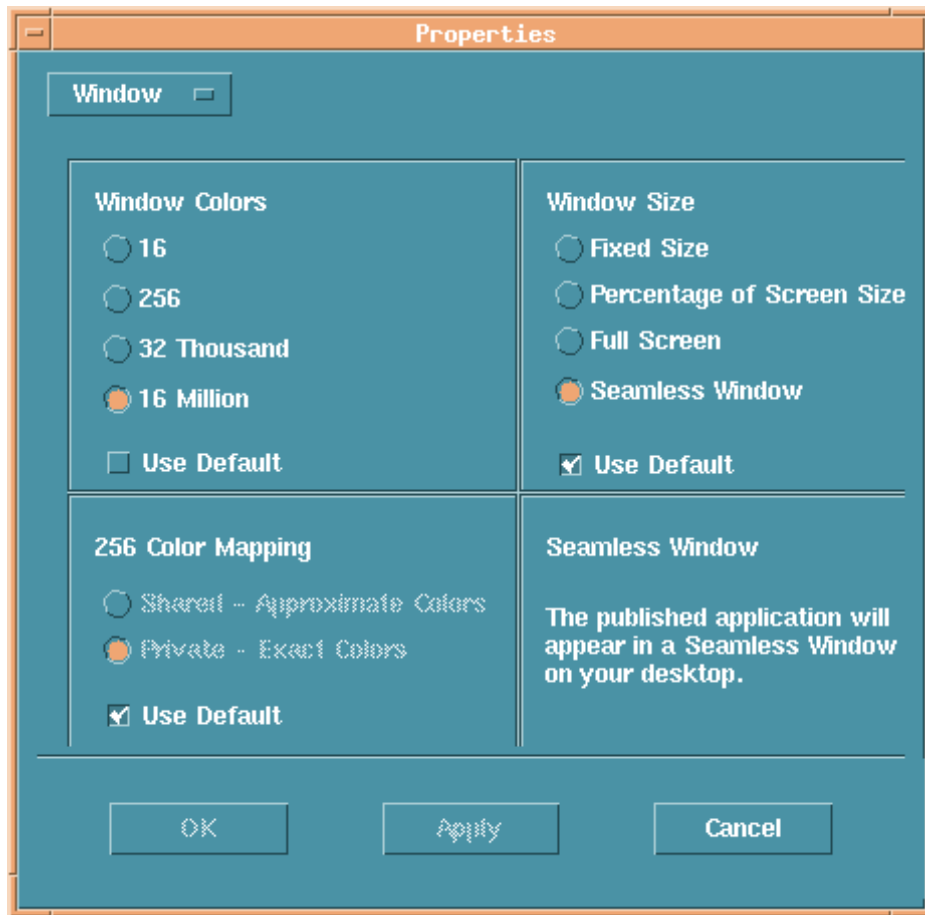 Properties
Window
Window Colors
16
256
32 Thousand
16 Million
Use Default
Window Size
Fixed Size
Percentage of Screen Size
Full Screen
Seamless Window
Use Default
256 Color Mapping
Shared - Approximate Colors
Private - Exact Colors
Use Default
Seamless Window
The published application will
appear in a Seamless Window
on your desktop.
OK
Apply
Cancel